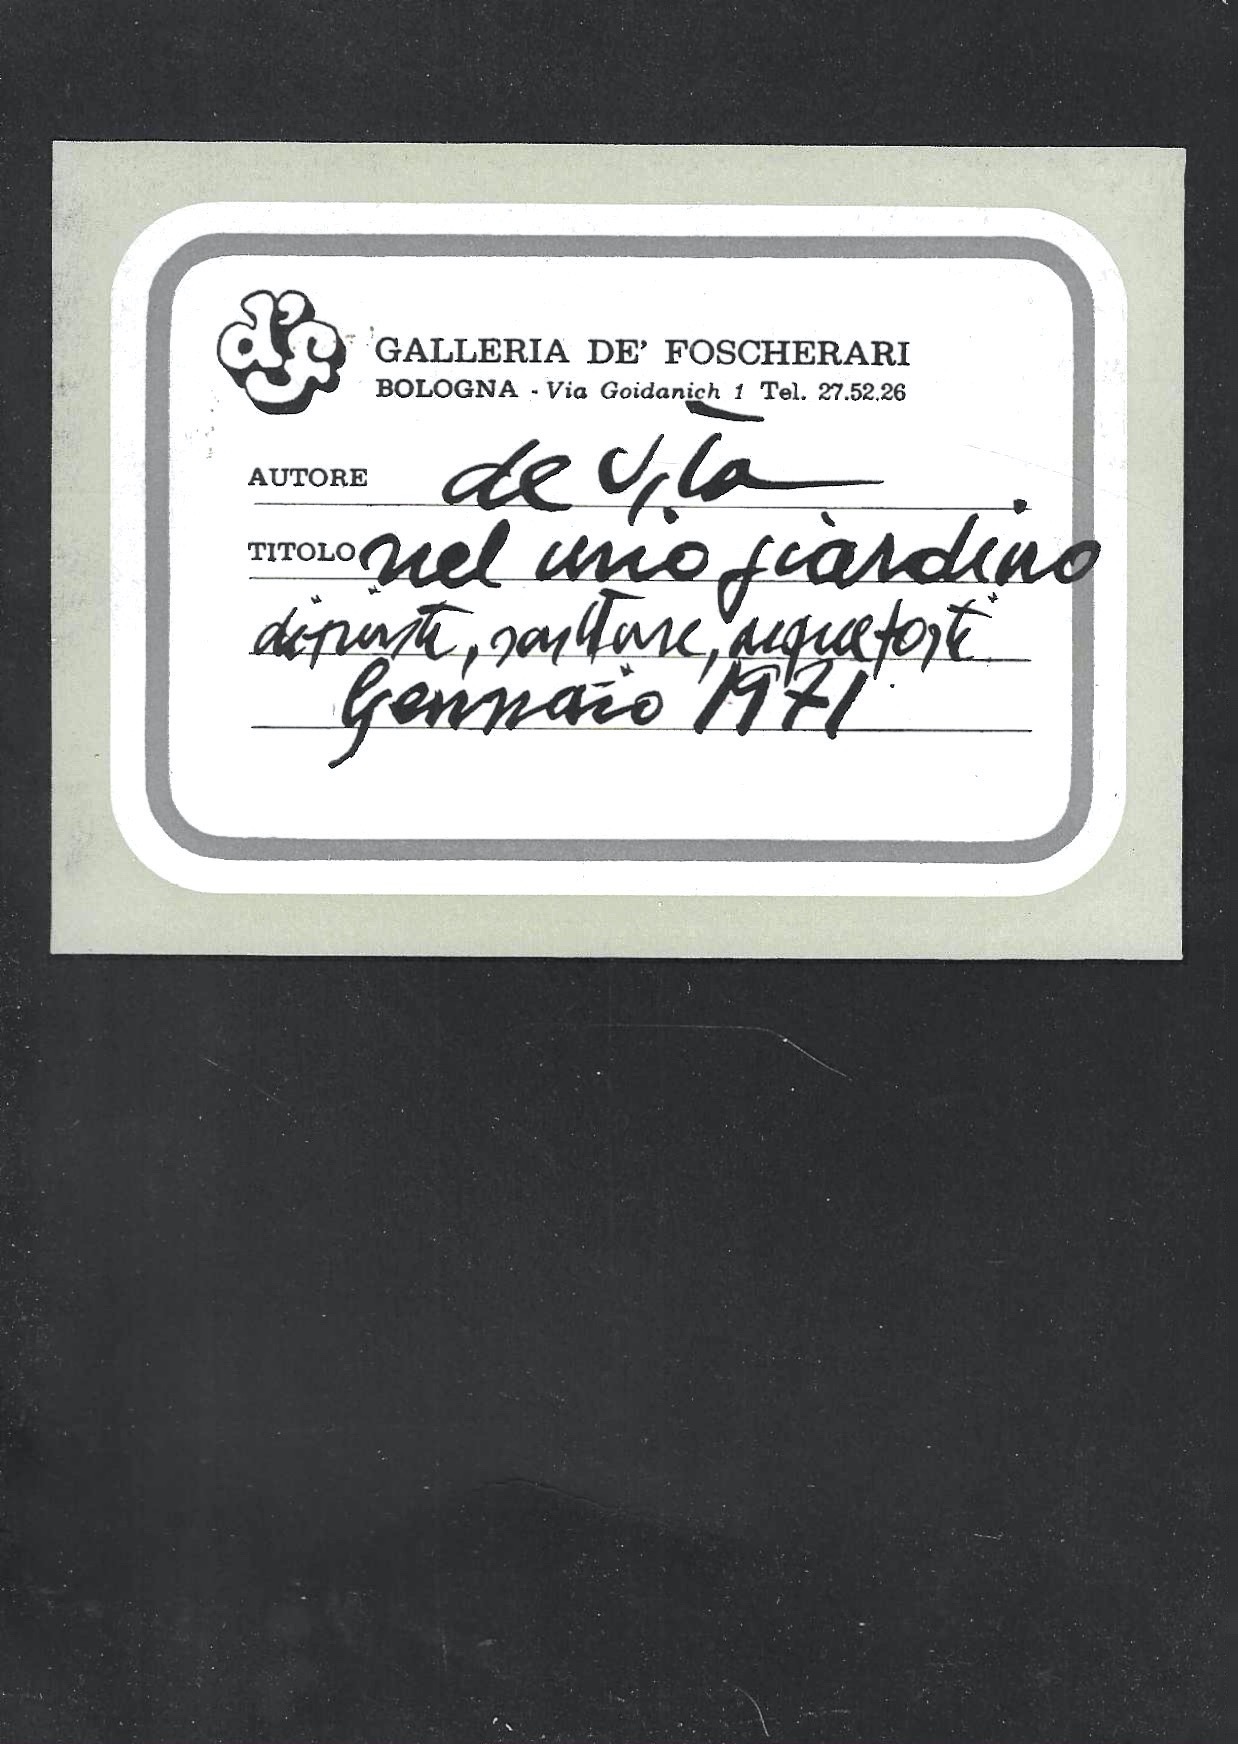 d'f GALLERIA DE' FOSCHERARI
BOLOGNA - Via Goidanich 1 Tel. 27.52.26
AUTORE de Vita
TITOLO nel mio giardino
dipinti, sculture, acqueforti
Gennaio 1971